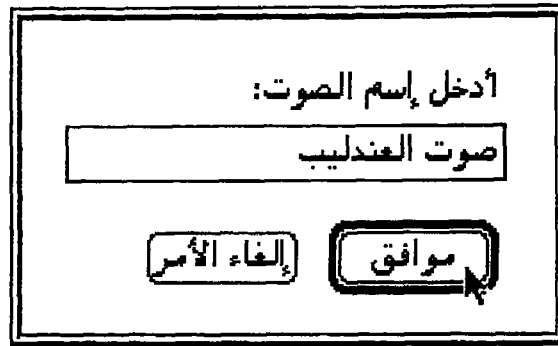 أدخل إسم الصوت:
صوت العندليب
موافق إلغاء الأمر